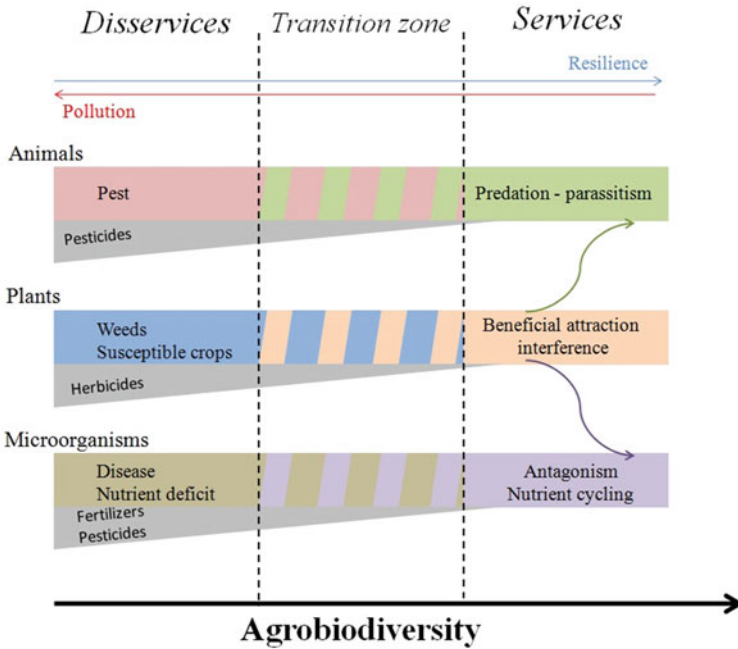 Disservices Transition zone Services
Resilience
Pollution
Animals
Pest
Predation - parassitism
Pesticides
Plants
Weeds
Susceptible crops
Beneficial attraction
interference
Herbicides
Microorganisms
Disease
Nutrient deficit
Antagonism
Nutrient cycling
Fertilizers
Pesticides
Agrobiodiversity